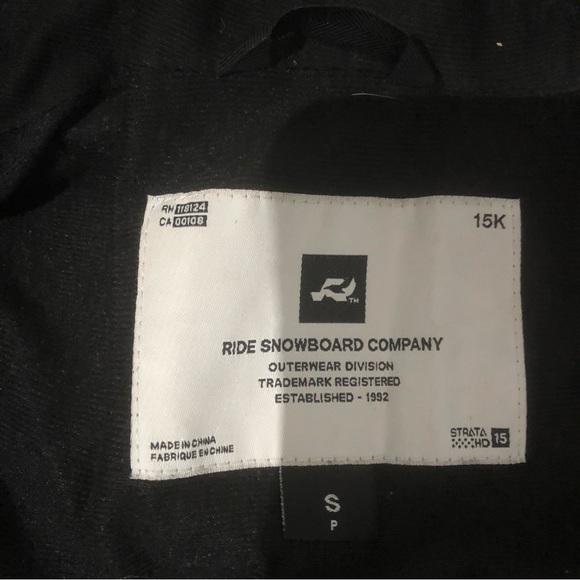 RN 118124
CA 00108
15K
R
TM
RIDE SNOWBOARD COMPANY
OUTERWEAR DIVISION
TRADEMARK REGISTERED
ESTABLISHED - 1992
MADE IN CHINA
FABRIQUE EN CHINE
STRATA
HD 15
S
P